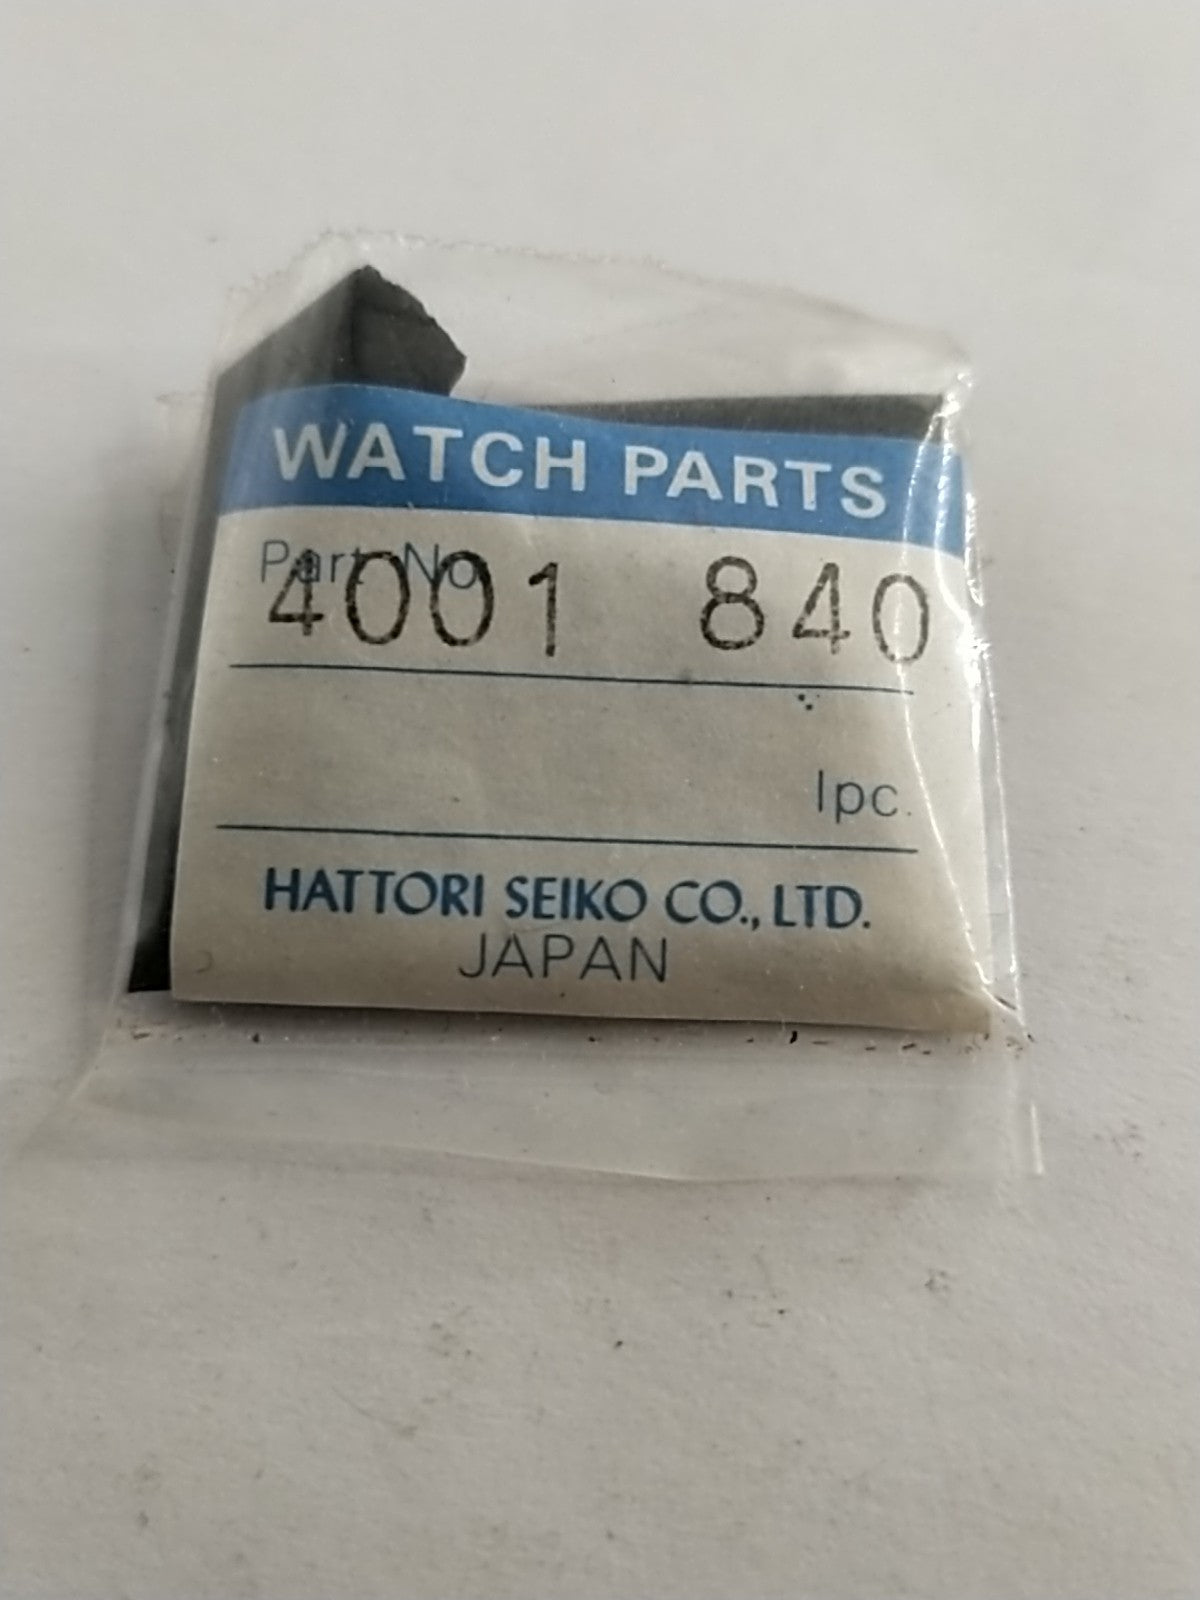 WATCH PARTS
Part No.
4001 840
1pc.
HATTORI SEIKO CO., LTD.
JAPAN